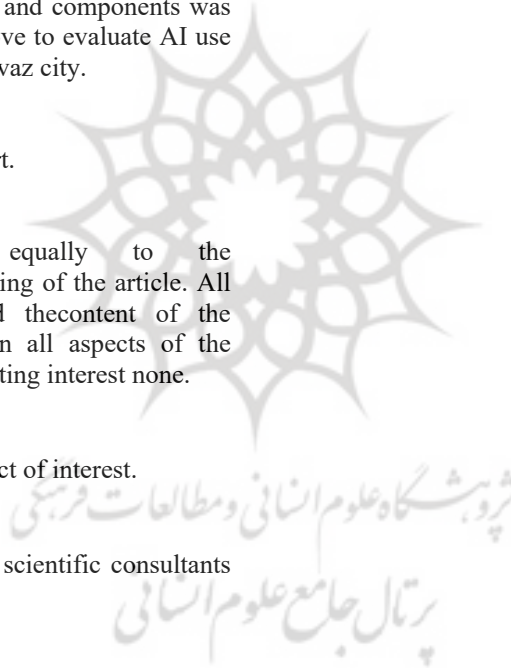 and components was
ve to evaluate AI use
vaz city.
rt.
equally to the
ing of the article. All
d thecontent of the
n all aspects of the
ting interest none.
ct of interest.
پژوهشگاه علوم انسانی و مطالعات فرهنگی
scientific consultants
پرتال جامع علوم انسانی